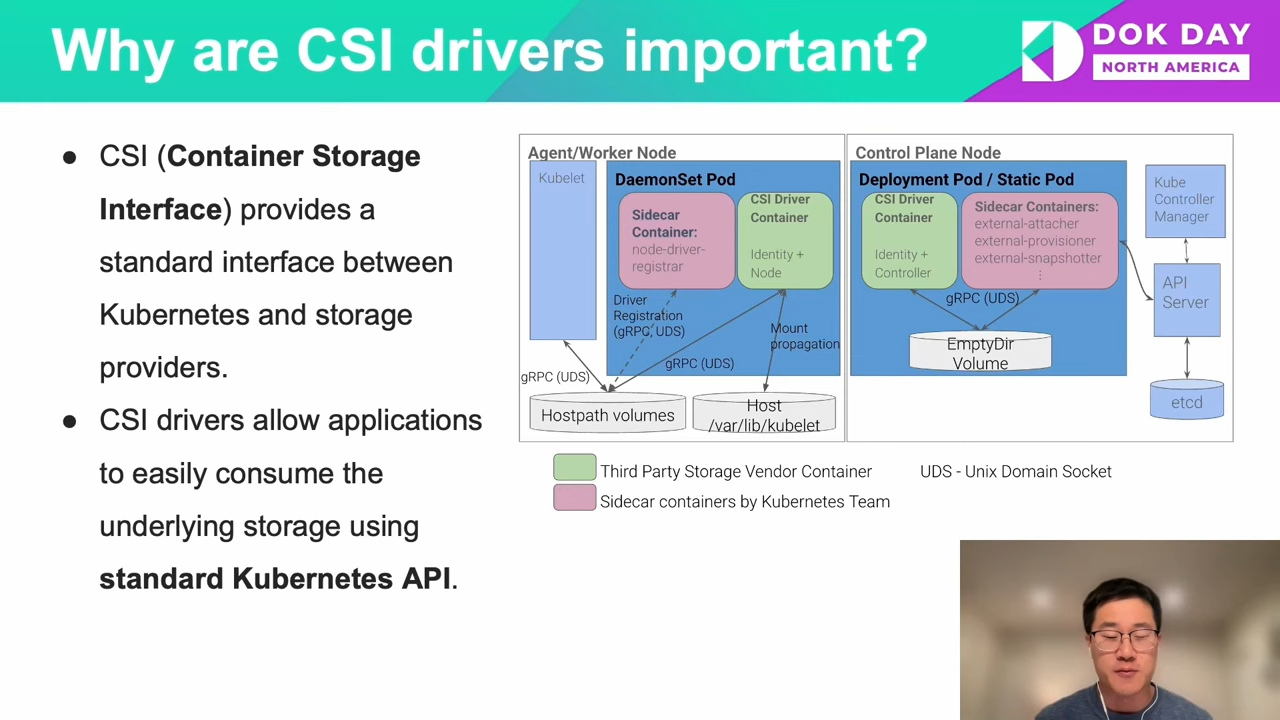 Why are CSI drivers important?
DOK DAY
NORTH AMERICA
● CSI (Container Storage
Interface) provides a
standard interface between
Kubernetes and storage
providers.
● CSI drivers allow applications
to easily consume the
underlying storage using
standard Kubernetes API.
Agent/Worker Node
Kubelet
DaemonSet Pod
Sidecar
Container:
node-driver-
registrar
CSI Driver
Container
Identity +
Node
Driver
Registration
(gRPC, UDS)
Mount
propagation
gRPC (UDS)
gRPC (UDS)
Hostpath volumes
Host
/var/lib/kubelet
Control Plane Node
Deployment Pod / Static Pod
CSI Driver
Container
Identity +
Controller
Sidecar Containers:
external-attacher
external-provisioner
external-snapshotter
⋮
gRPC (UDS)
EmptyDir
Volume
Kube
Controller
Manager
API
Server
etcd
Third Party Storage Vendor Container
UDS - Unix Domain Socket
Sidecar containers by Kubernetes Team